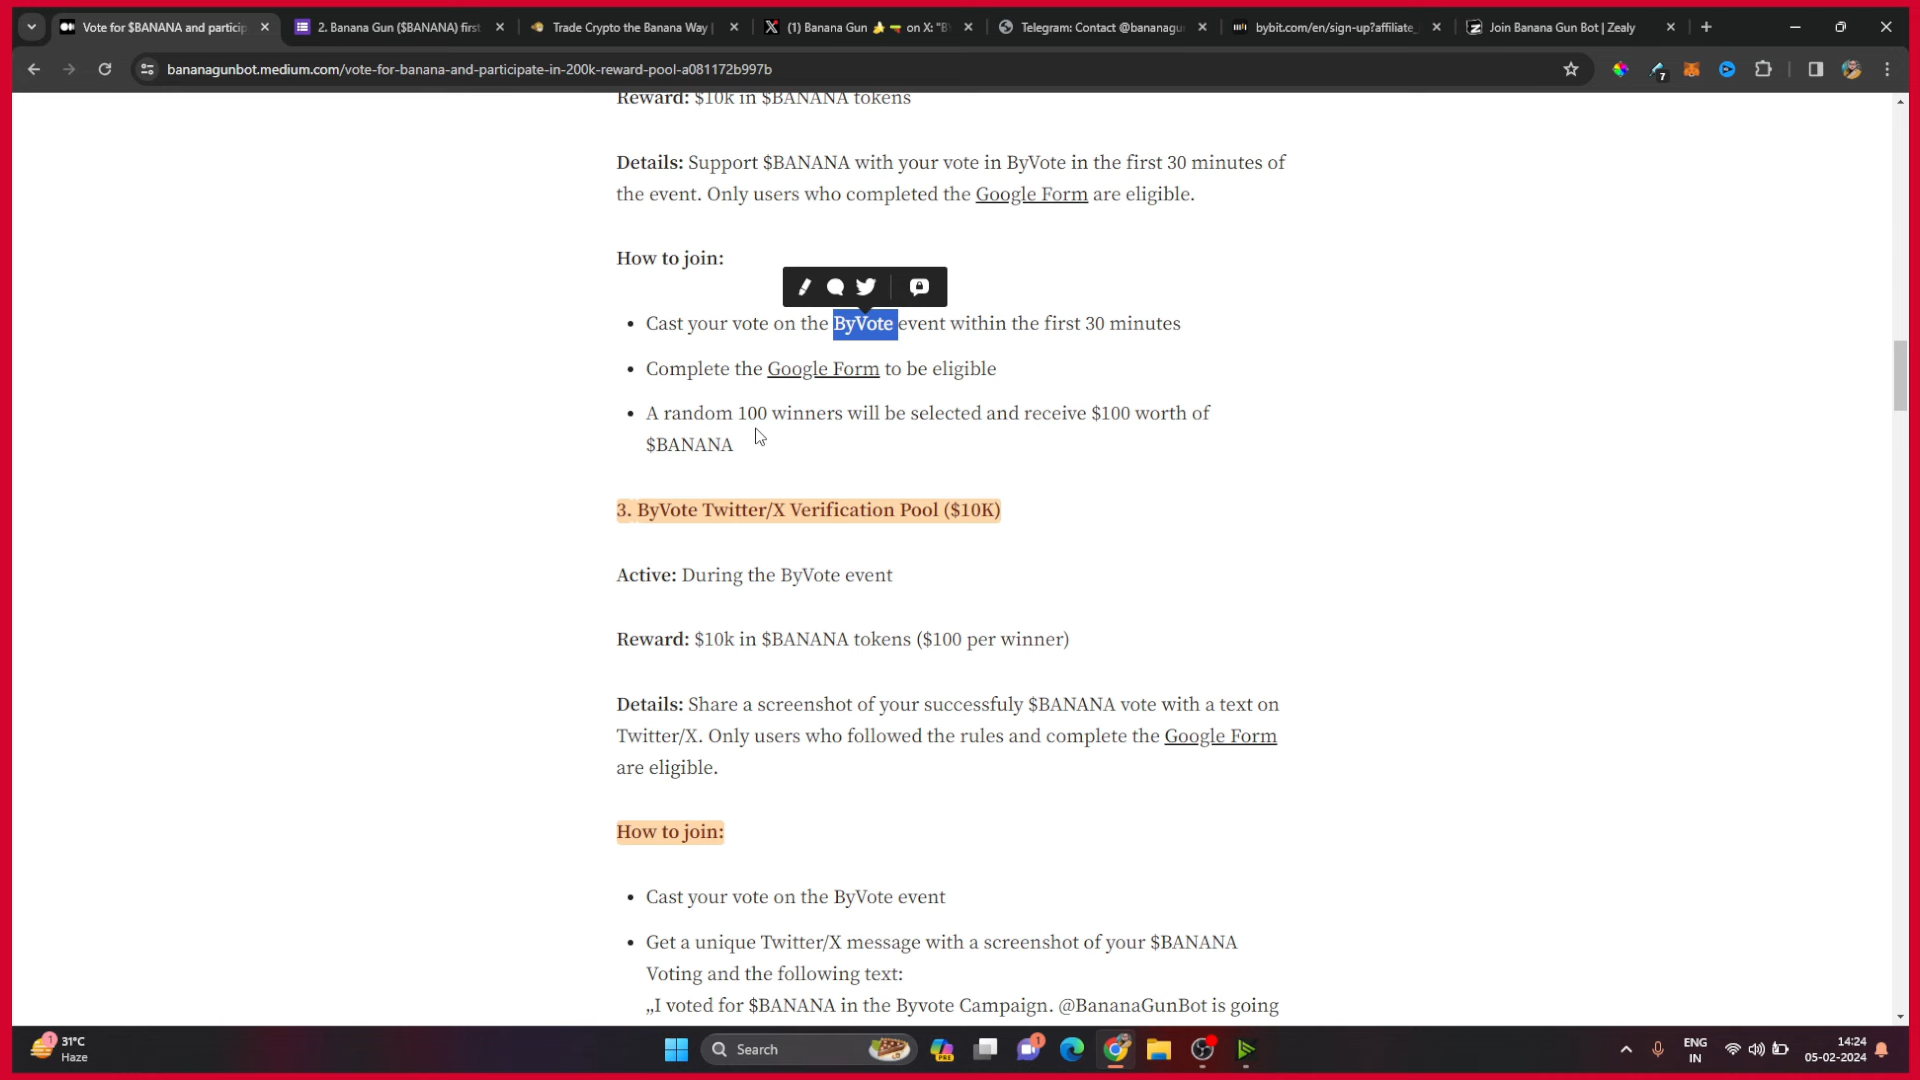 Vote for $BANANA and particip
2. Banana Gun ($BANANA) first
Trade Crypto the Banana Way |
(1) Banana Gun 🍌🔫 on X: "B
Telegram: Contact @bananagu
bybit.com/en/sign-up?affiliate_
Join Banana Gun Bot | Zealy
bananagunbot.medium.com/vote-for-banana-and-participate-in-200k-reward-pool-a081172b997b
7
Reward: $10k in $BANANA tokens
Details: Support $BANANA with your vote in ByVote in the first 30 minutes of
the event. Only users who completed the Google Form are eligible.
How to join:
• Cast your vote on the ByVote event within the first 30 minutes
• Complete the Google Form to be eligible
• A random 100 winners will be selected and receive $100 worth of
$BANANA
3. ByVote Twitter/X Verification Pool ($10K)
Active: During the ByVote event
Reward: $10k in $BANANA tokens ($100 per winner)
Details: Share a screenshot of your successfuly $BANANA vote with a text on
Twitter/X. Only users who followed the rules and complete the Google Form
are eligible.
How to join:
• Cast your vote on the ByVote event
• Get a unique Twitter/X message with a screenshot of your $BANANA
Voting and the following text:
„I voted for $BANANA in the Byvote Campaign. @BananaGunBot is going
1
31°C
Haze
Search
PRE
1
ENG
IN
14:24
05-02-2024